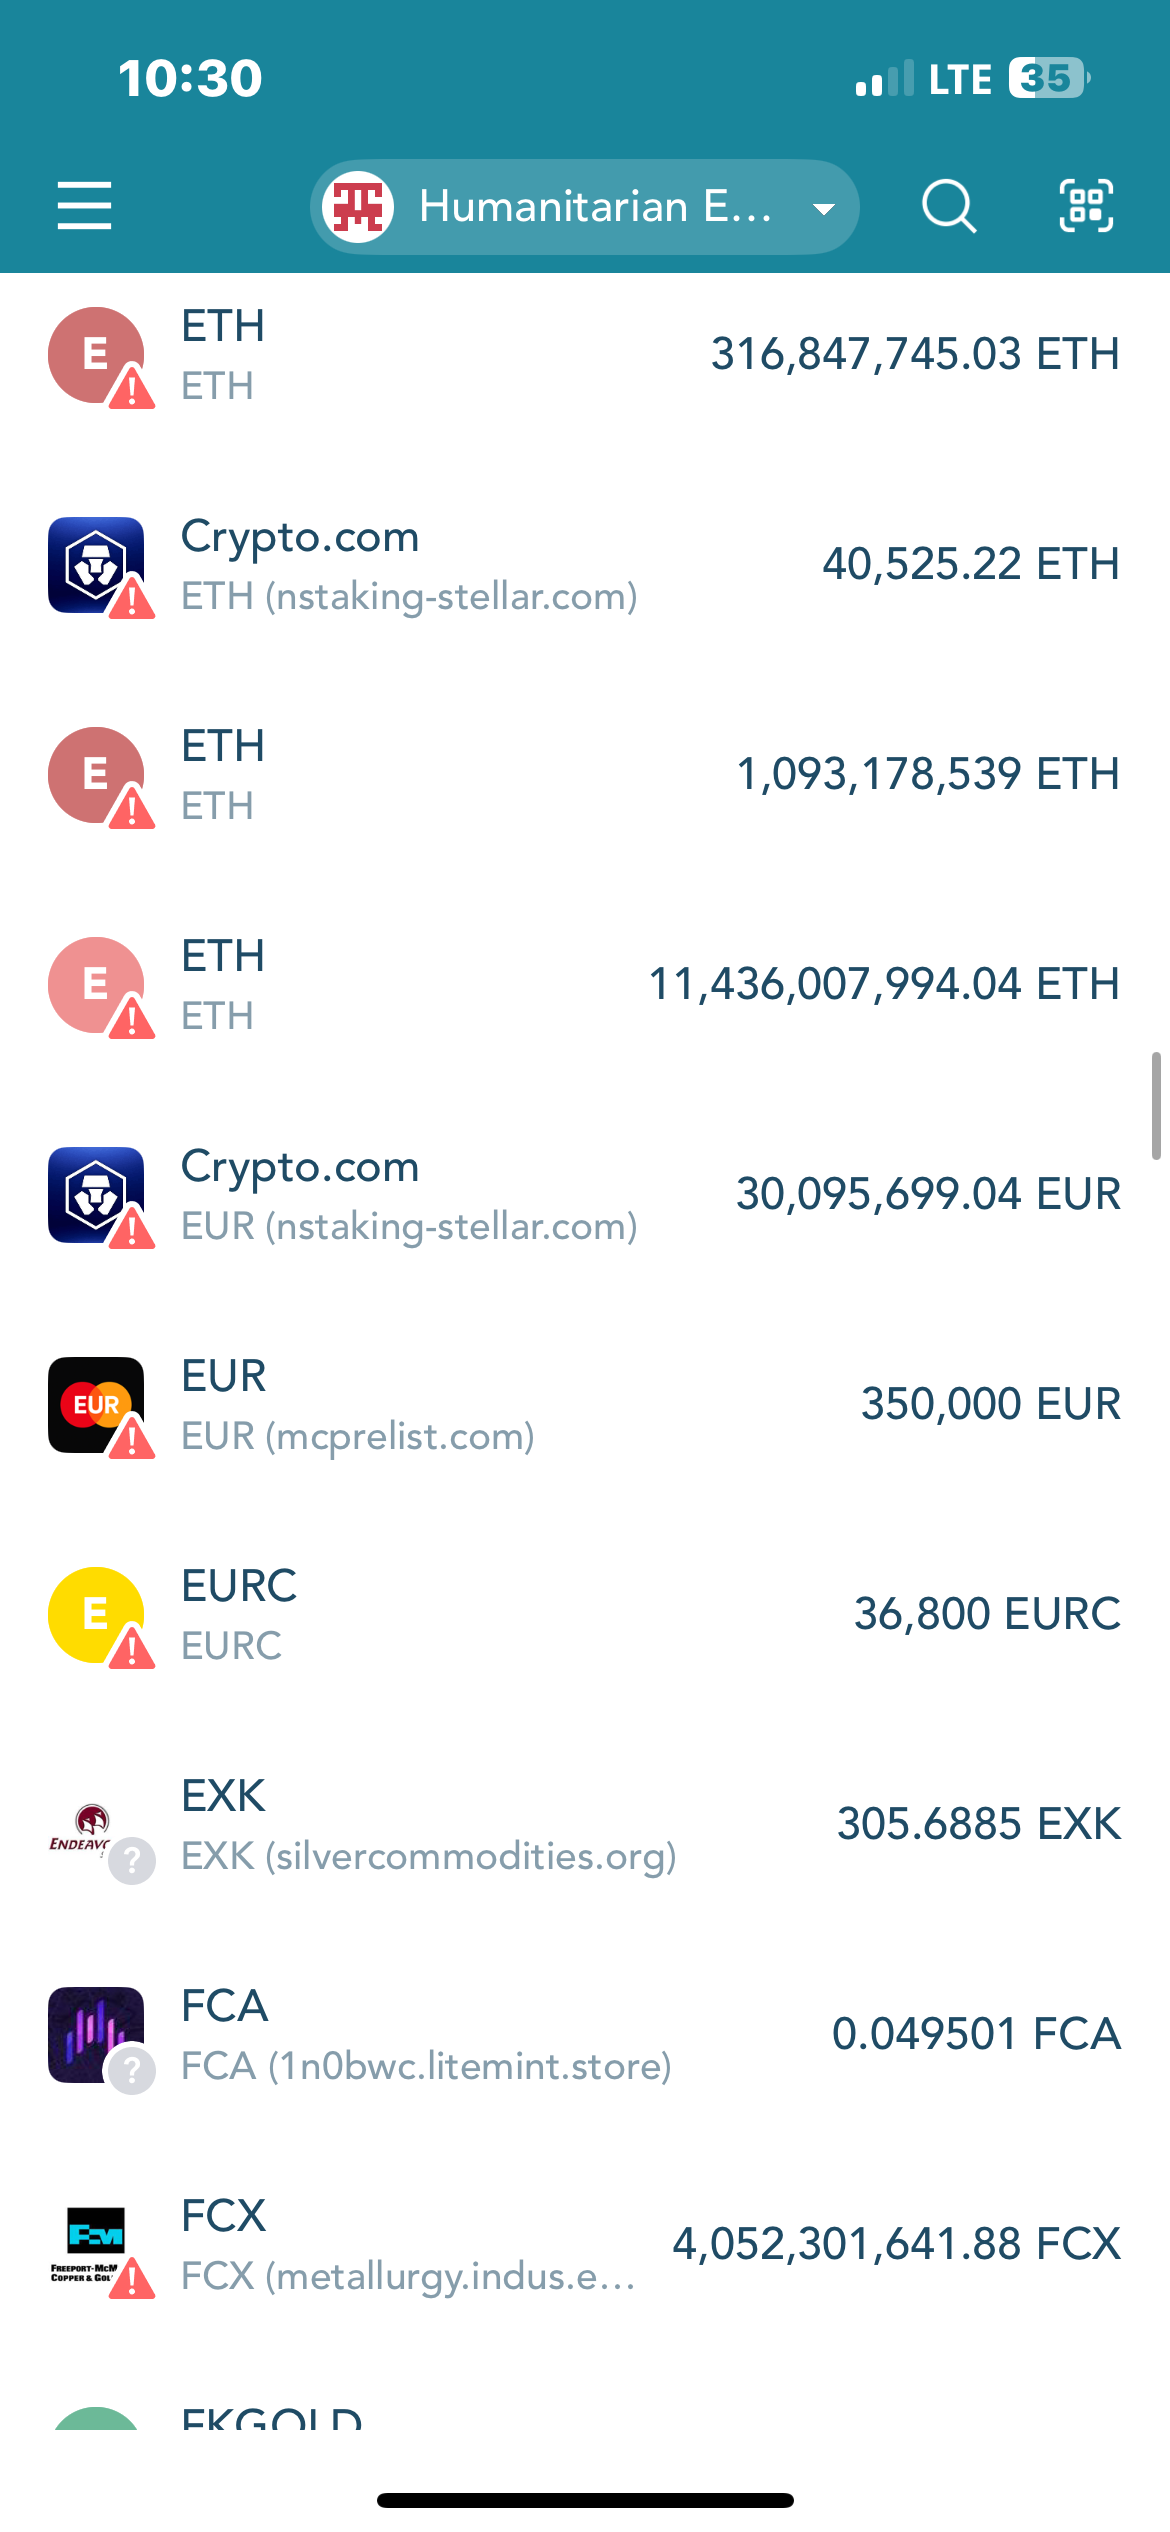 10:30
LTE 35
Humanitarian E...
E
ETH
ETH
316,847,745.03 ETH
Crypto.com
ETH (nstaking-stellar.com)
40,525.22 ETH
E
ETH
ETH
1,093,178,539 ETH
E
ETH
ETH
11,436,007,994.04 ETH
Crypto.com
EUR (nstaking-stellar.com)
30,095,699.04 EUR
EUR
EUR
EUR (mcprelist.com)
350,000 EUR
E
EURC
EURC
36,800 EURC
ENDEAVO
?
EXK
EXK (silvercommodities.org)
305.6885 EXK
?
FCA
FCA (1n0bwc.litemint.store)
0.049501 FCA
FREEPORT-McM
COPPER & GOL
FCX
FCX (metallurgy.indus.e...
4,052,301,641.88 FCX